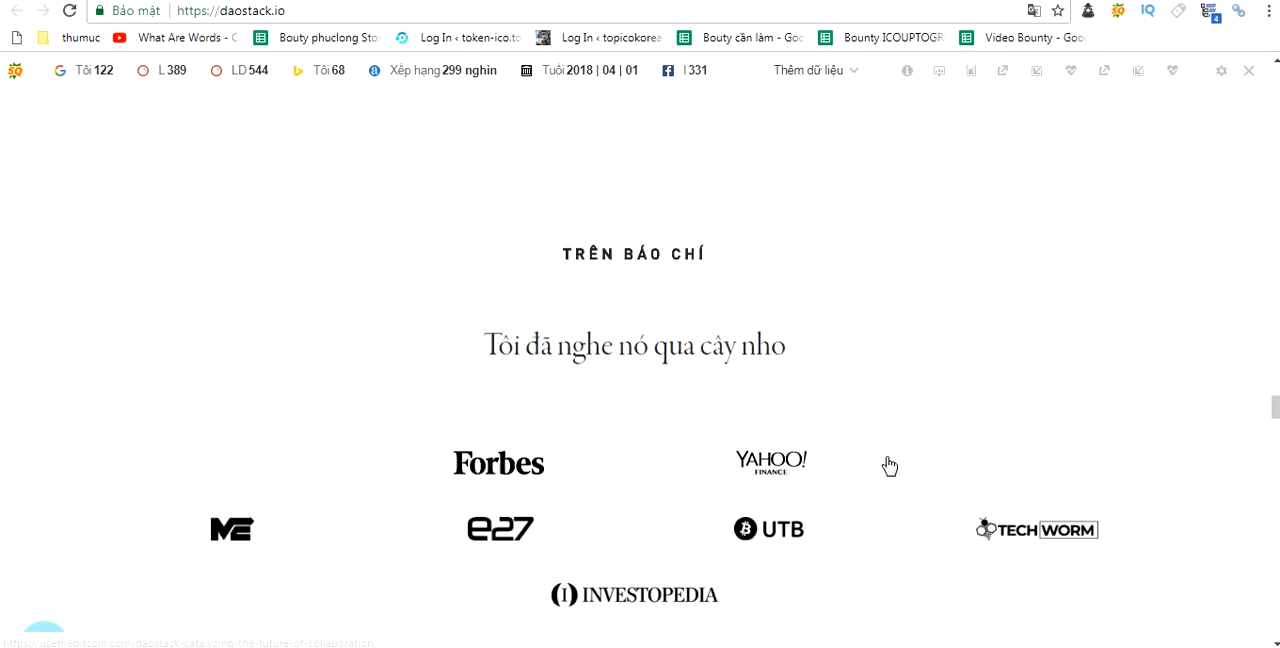 Bảo mật | https://daostack.io
thumuc What Are Words - C Bouty phuclong Sto Log In ‹ token-ico.to Log In ‹ topicokorea Bouty cần làm - Goo Bounty ICOUPTOGR Video Bounty - Goo
SQ Tôi 122 L 389 LD 544 Tôi 68 Xếp hạng 299 nghin Tuổi 2018 | 04 | 01 l 331 Thêm dữ liệu
TRÊN BÁO CHÍ
Tôi đã nghe nó qua cây nho
Forbes YAHOO! FINANCE
ME e27 UTB TECHWORM
INVESTOPEDIA
https://usethebitcoin.com/daostack-catalyzing-the-future-of-collaboration